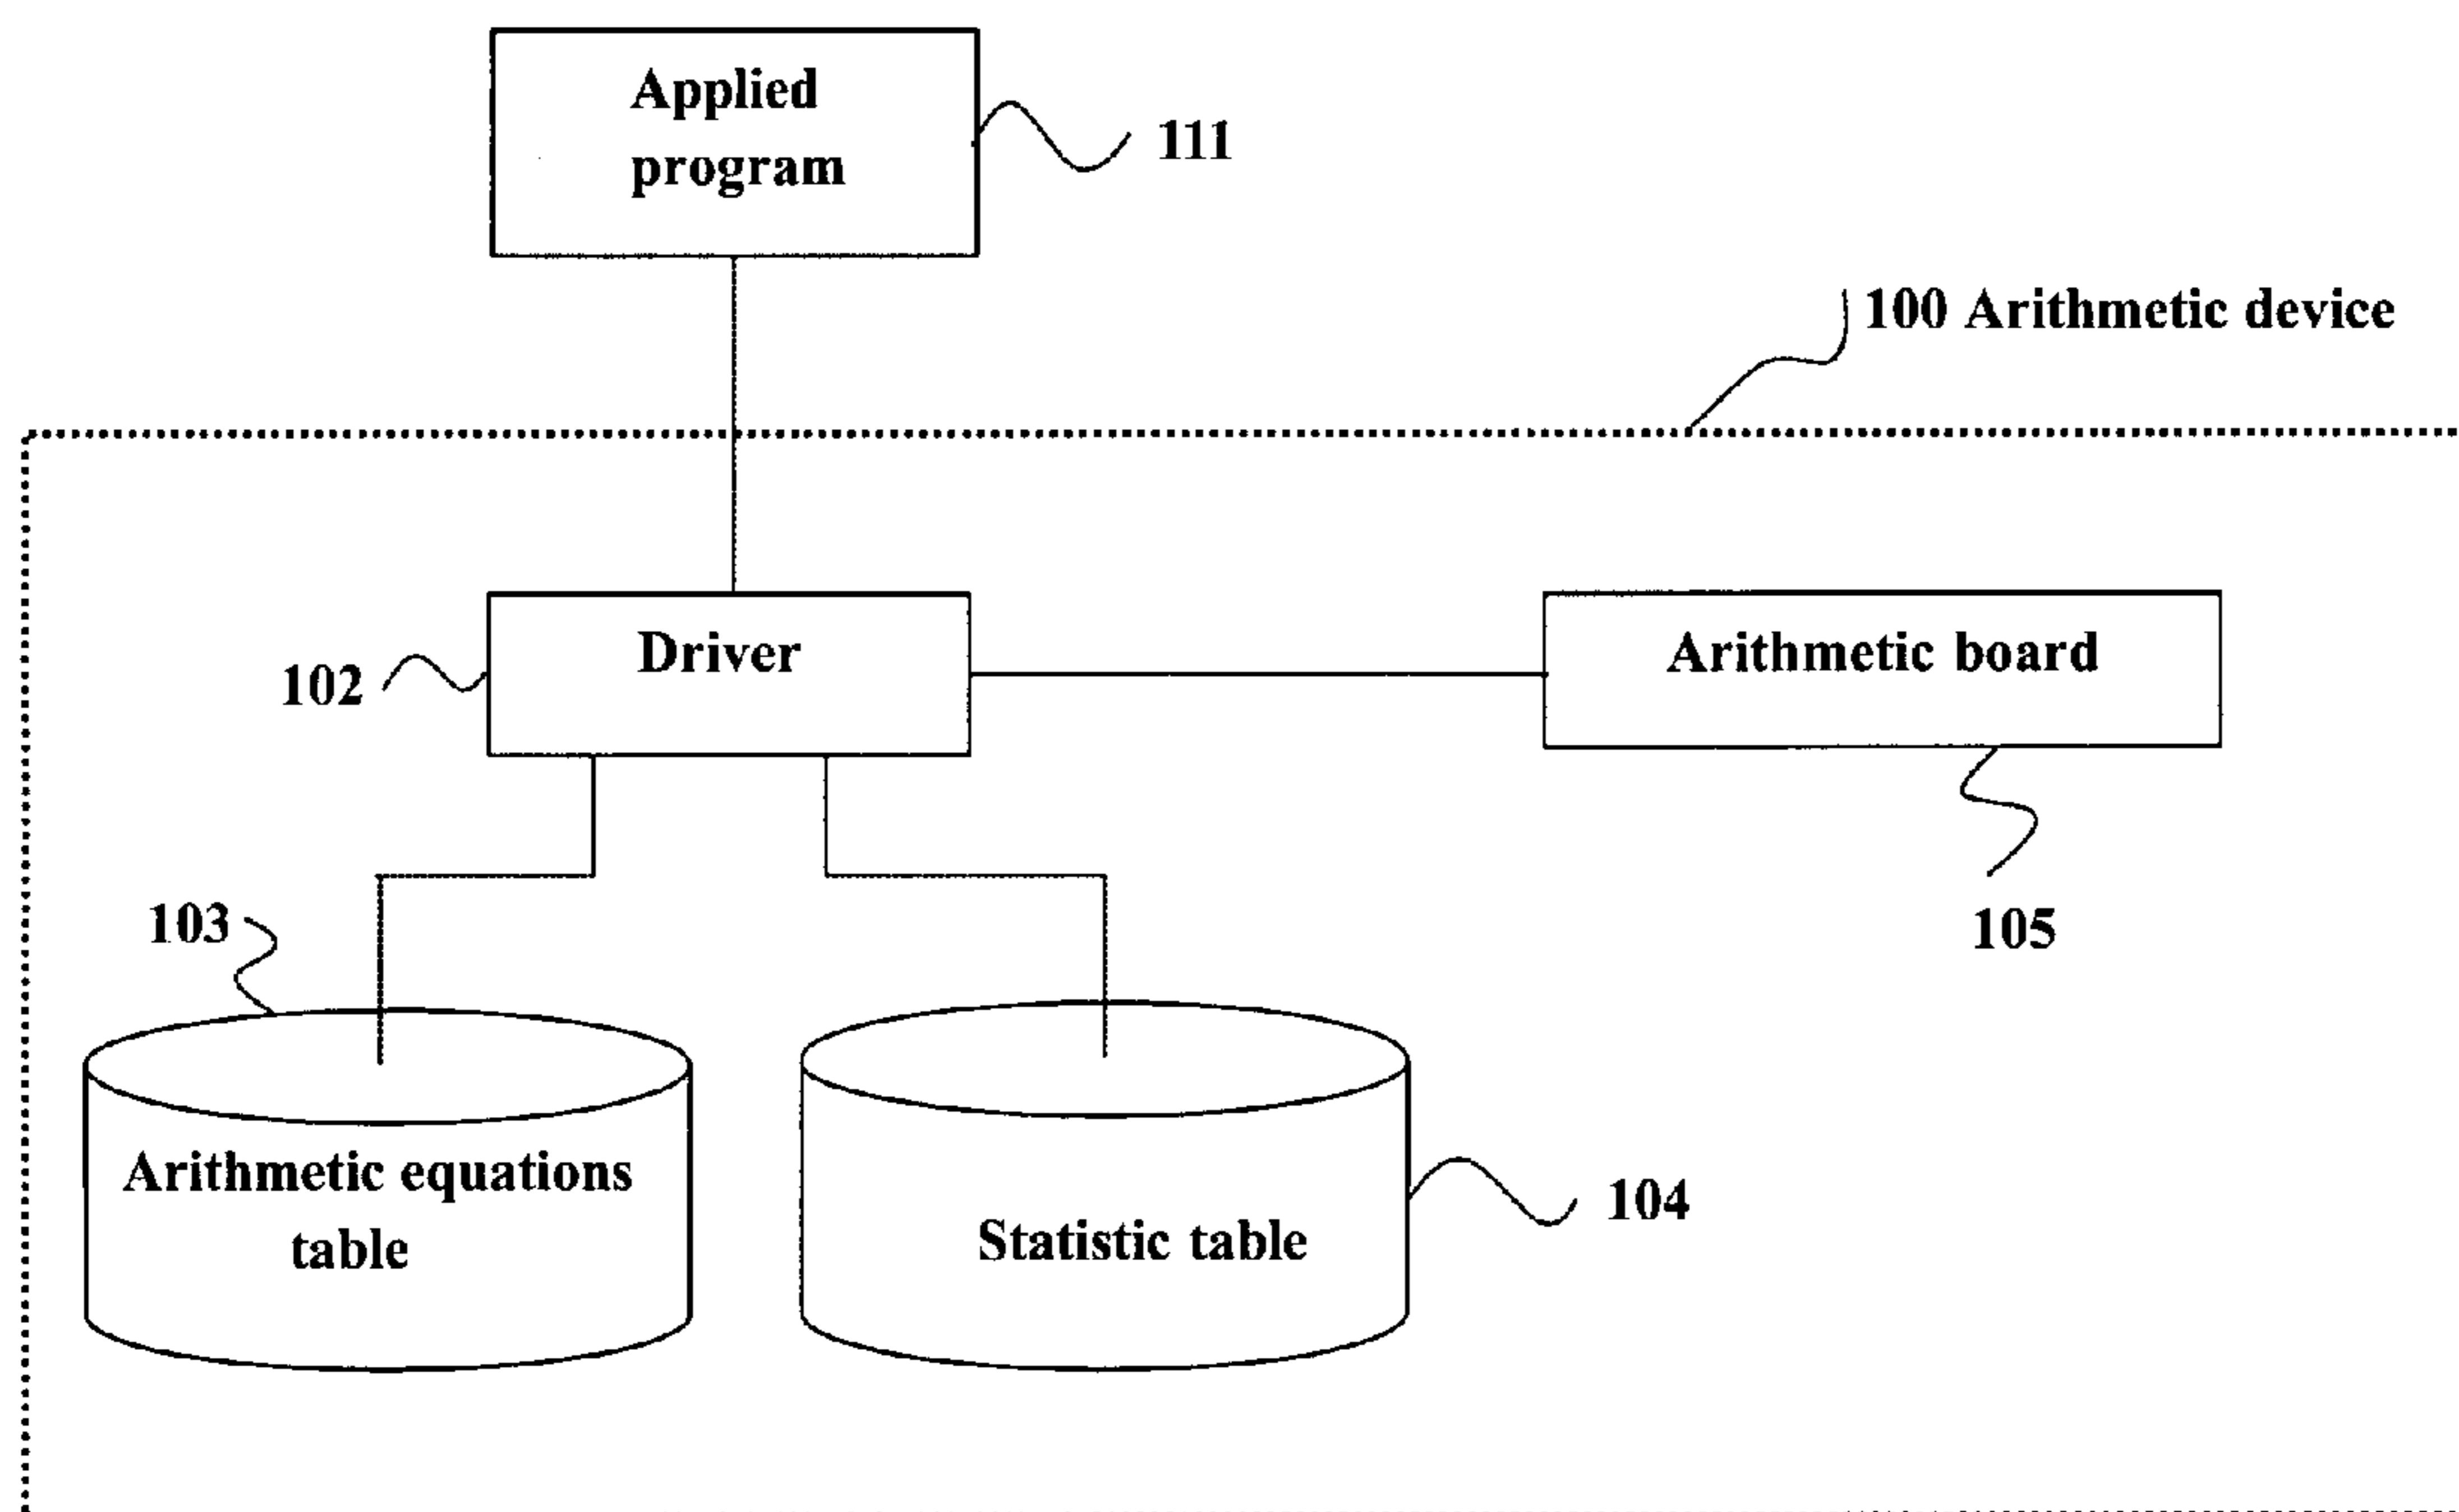 Applied
program
111
100 Arithmetic device
Driver
Arithmetic board
102
103
105
Arithmetic equations
table
Statistic table
104